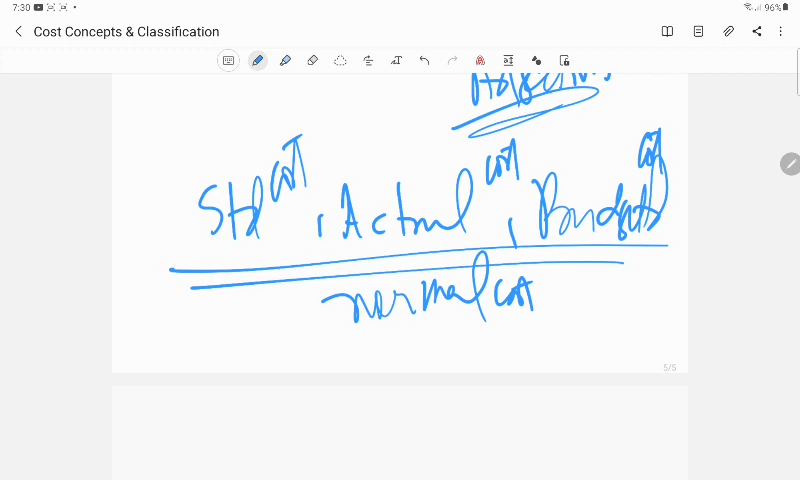 7:30
96%
Cost Concepts & Classification
Std cost, Actual cost, Budgeted cost
normal cost
5/5